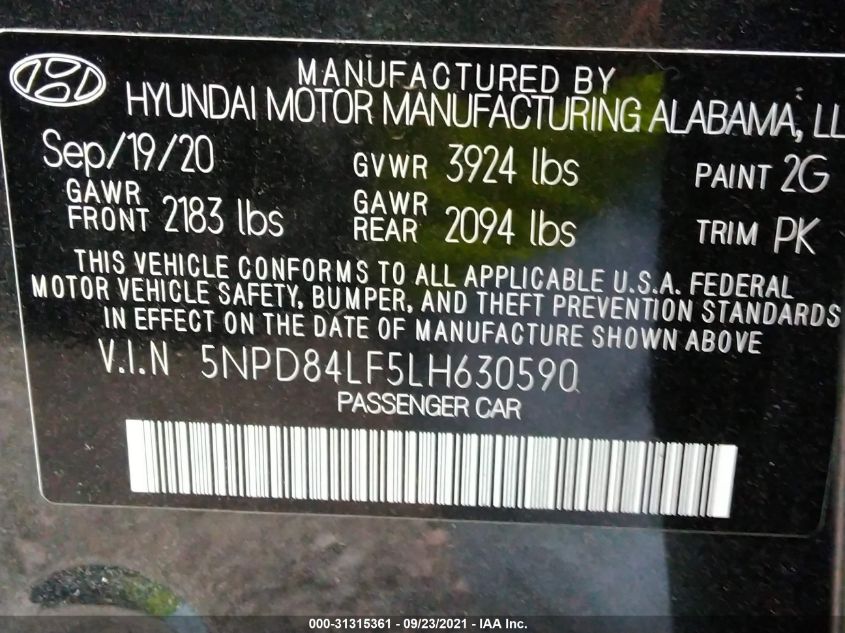 MANUFACTURED BY
HYUNDAI MOTOR MANUFACTURING ALABAMA, LL
Sep/19/20 GVWR 3924 lbs PAINT 2G
GAWR FRONT 2183 lbs GAWR REAR 2094 lbs TRIM PK
THIS VEHICLE CONFORMS TO ALL APPLICABLE U.S.A. FEDERAL
MOTOR VEHICLE SAFETY, BUMPER, AND THEFT PREVENTION STANDARDS
IN EFFECT ON THE DATE OF MANUFACTURE SHOWN ABOVE
V.I.N 5NPD84LF5LH630590
PASSENGER CAR
000-31315361 - 09/23/2021 - IAA Inc.